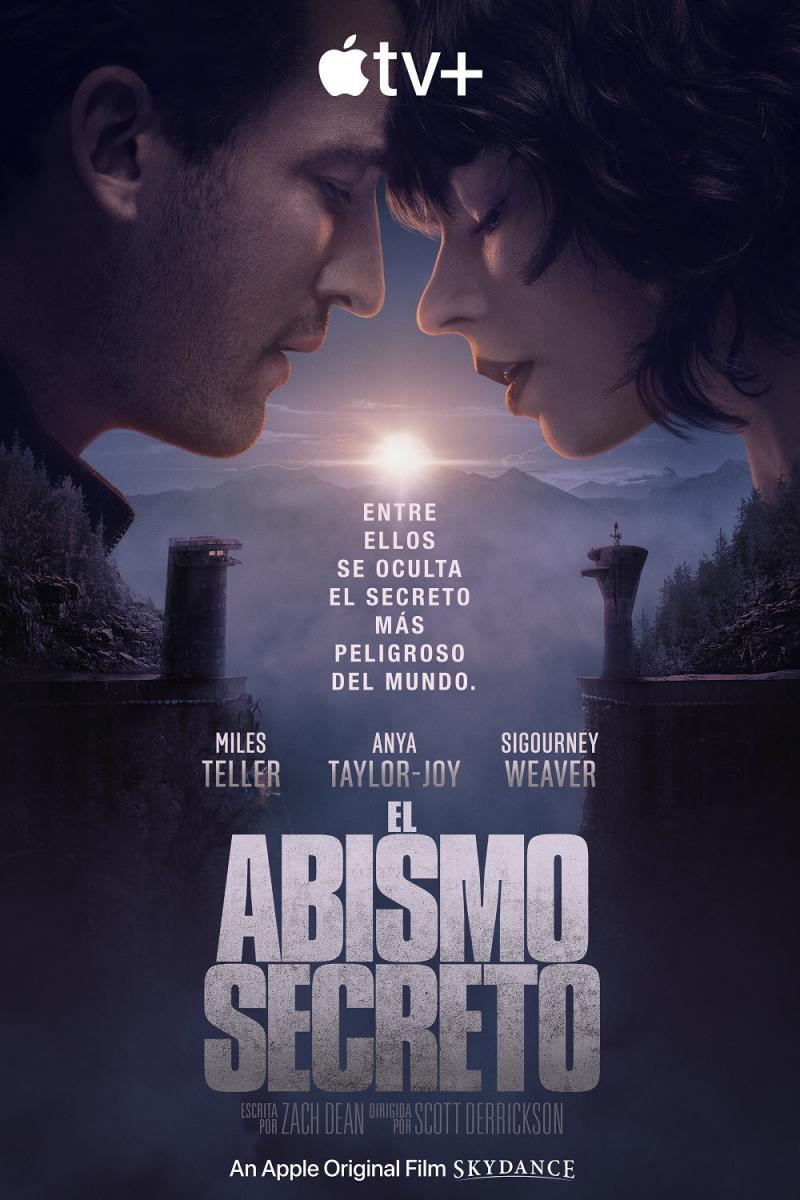 tv+
ENTRE
ELLOS
SE OCULTA
EL SECRETO
MÁS
PELIGROSO
DEL MUNDO.
MILES TELLER
ANYA TAYLOR-JOY
SIGOURNEY WEAVER
EL
ABISMO
SECRETO
ESCRITA POR ZACH DEAN DIRIGIDA POR SCOTT DERRICKSON
An Apple Original Film SKYDANCE